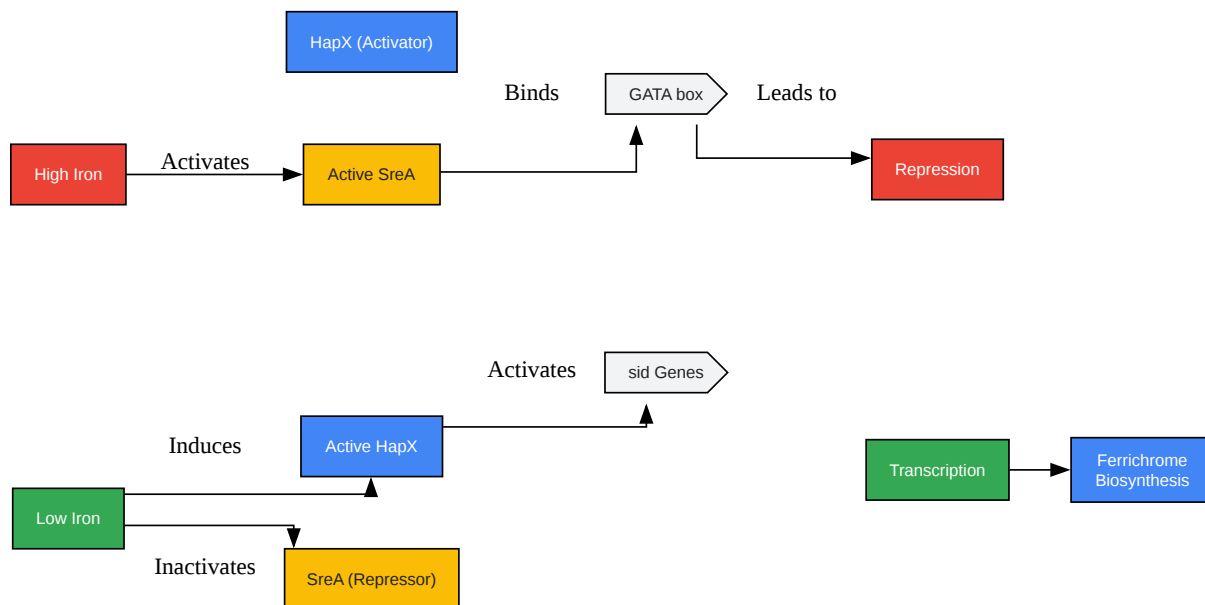 HapX (Activator)
Binds
GATA box
Leads to
High Iron
Activates
Active SreA
Repression
Activates
sid Genes
Induces
Active HapX
Transcription
Ferrichrome
Biosynthesis
Low Iron
Inactivates
SreA (Repressor)